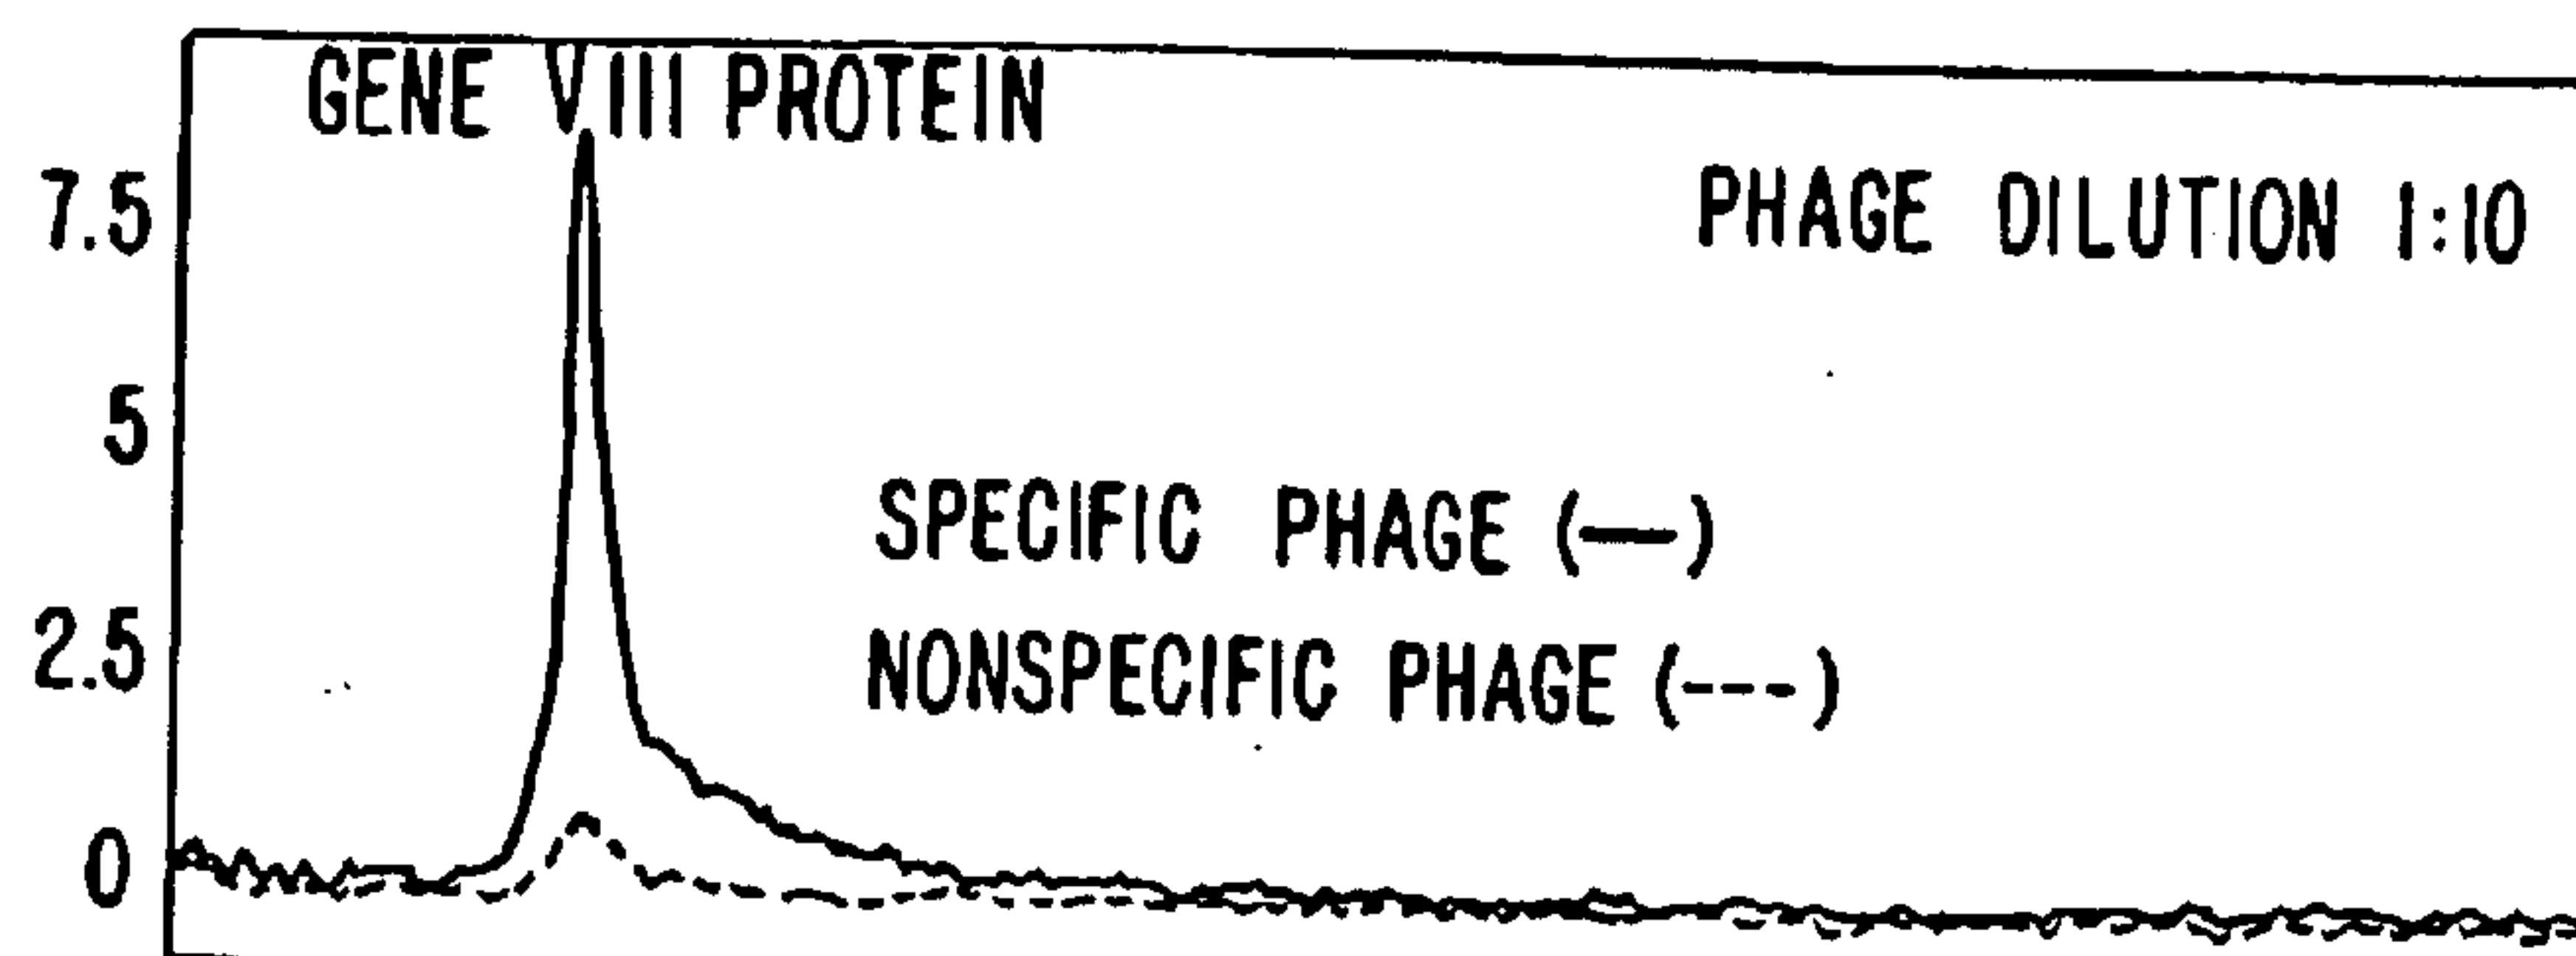 GENE VIII PROTEIN
7.5
PHAGE DILUTION 1:10
5
SPECIFIC PHAGE (—)
2.5
NONSPECIFIC PHAGE (---)
0